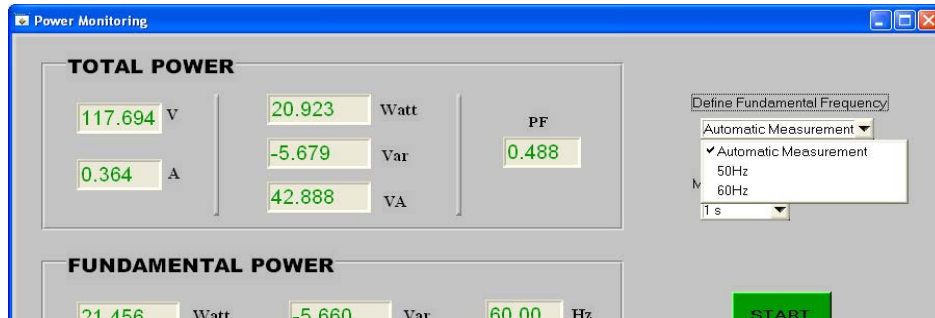 Power Monitoring
TOTAL POWER
117.694 V
0.364 A
20.923 Watt
-5.679 Var
42.888 VA
PF
0.488
Define Fundamental Frequency
Automatic Measurement
✓Automatic Measurement
50Hz
60Hz
M
1 s
FUNDAMENTAL POWER
21.456 Watt
-5.660 Var
60.00 Hz
START